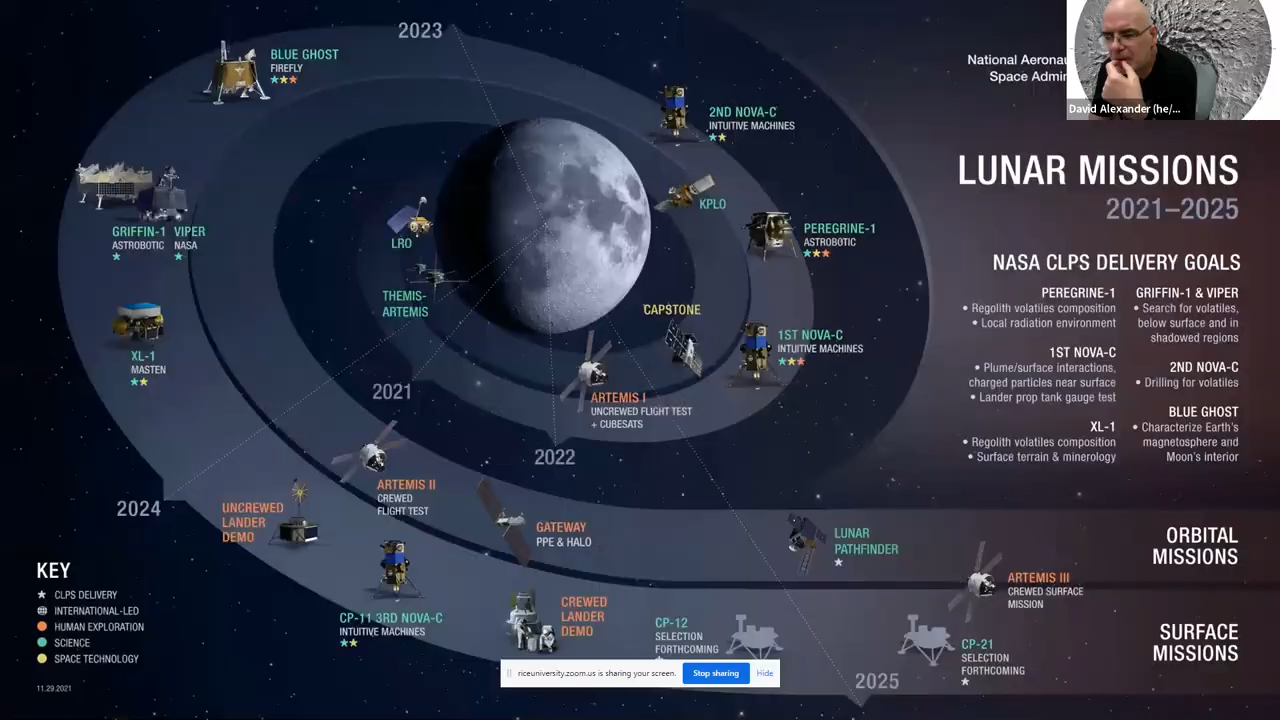 2023
BLUE GHOST
FIREFLY
National Aeronau
Space Admin
David Alexander (he/...
2ND NOVA-C
INTUITIVE MACHINES
LUNAR MISSIONS
2021–2025
GRIFFIN-1 VIPER
ASTROBOTIC NASA
LRO
KPLO
PEREGRINE-1
ASTROBOTIC
NASA CLPS DELIVERY GOALS
THEMIS-
ARTEMIS
CAPSTONE
XL-1
MASTEN
1ST NOVA-C
INTUITIVE MACHINES
PEREGRINE-1
• Regolith volatiles composition
• Local radiation environment
1ST NOVA-C
• Plume/surface interactions,
charged particles near surface
• Lander prop tank gauge test
XL-1
• Regolith volatiles composition
• Surface terrain & minerology
GRIFFIN-1 & VIPER
• Search for volatiles,
below surface and in
shadowed regions
2ND NOVA-C
• Drilling for volatiles
BLUE GHOST
• Characterize Earth's
magnetosphere and
Moon's interior
2021
ARTEMIS I
UNCREWED FLIGHT TEST
+ CUBESATS
2022
2024
UNCREWED
LANDER
DEMO
ARTEMIS II
CREWED
FLIGHT TEST
GATEWAY
PPE & HALO
LUNAR
PATHFINDER
ORBITAL
MISSIONS
ARTEMIS III
CREWED SURFACE
MISSION
KEY
CLPS DELIVERY
INTERNATIONAL-LED
HUMAN EXPLORATION
SCIENCE
SPACE TECHNOLOGY
11.29.2021
CP-11 3RD NOVA-C
INTUITIVE MACHINES
CREWED
LANDER
DEMO
CP-12
SELECTION
FORTHCOMING
CP-21
SELECTION
FORTHCOMING
SURFACE
MISSIONS
riceuniversity.zoom.us is sharing your screen. Stop sharing Hide
2025